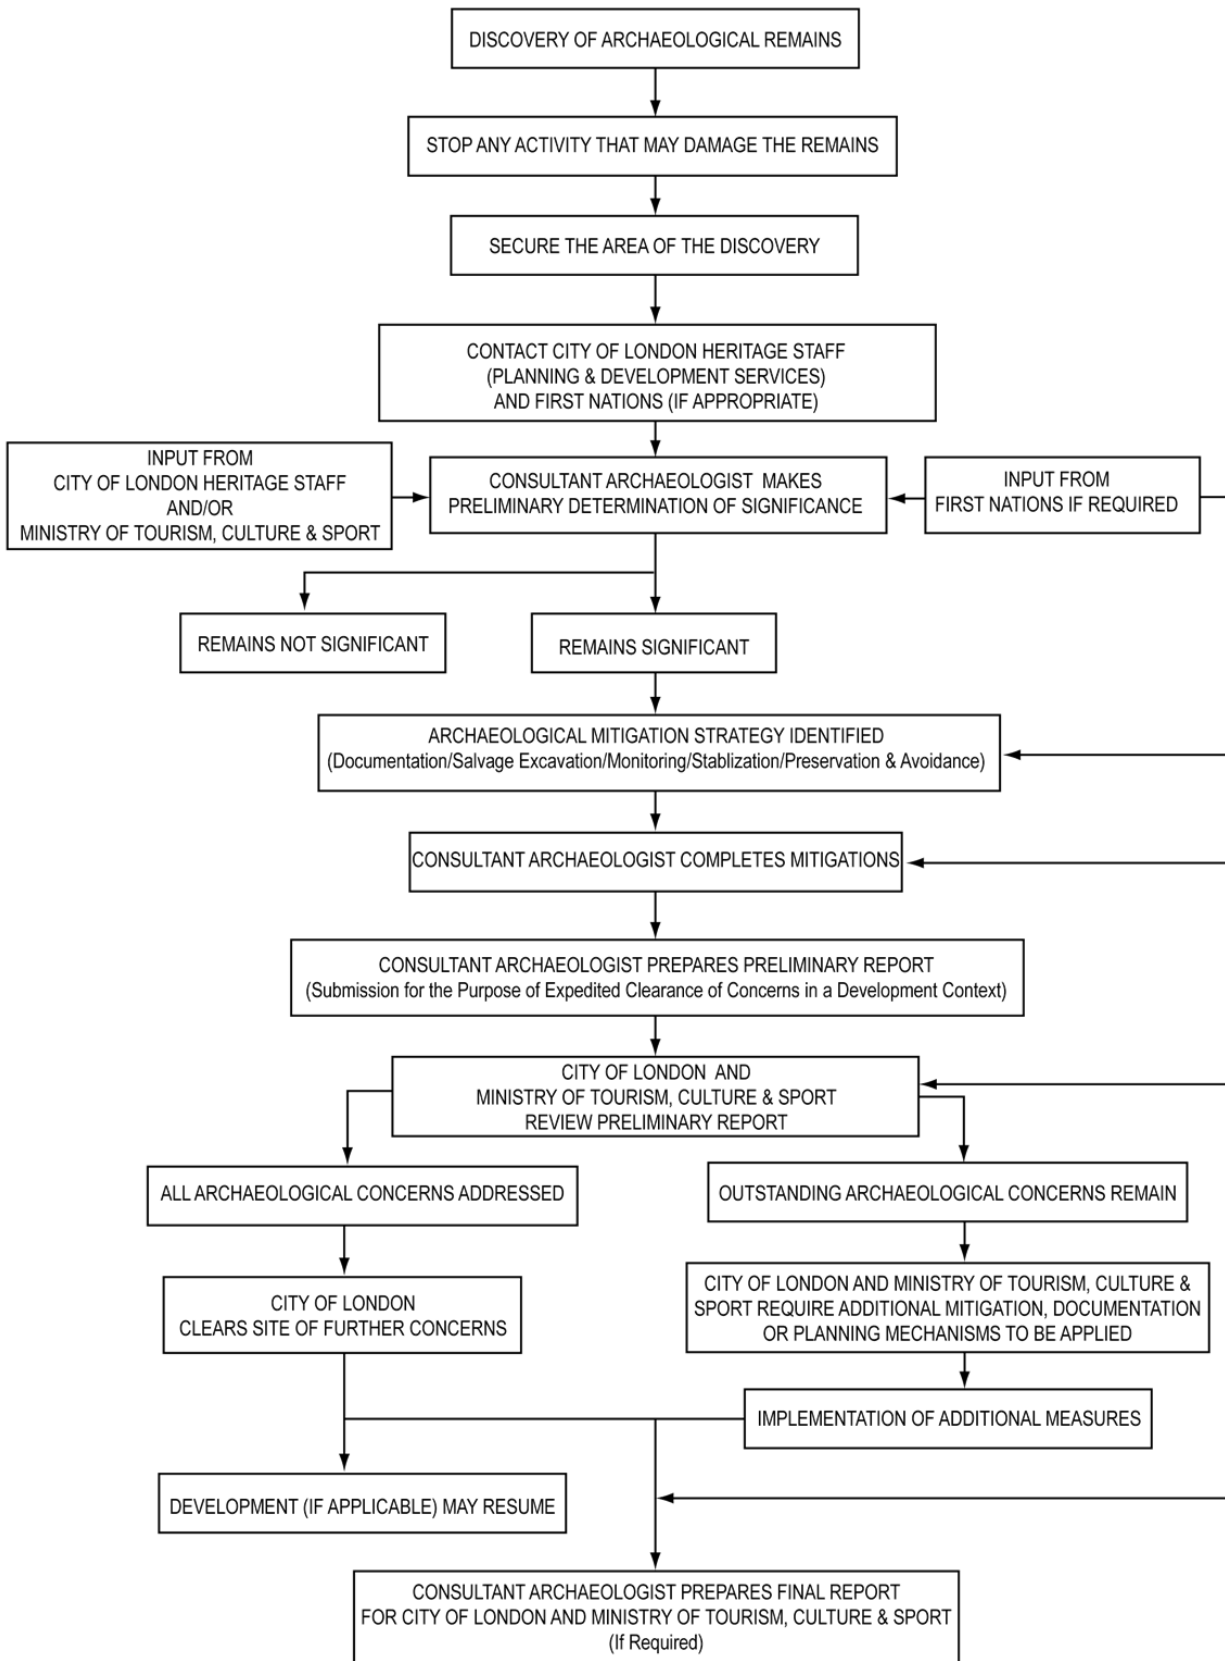 DISCOVERY OF ARCHAEOLOGICAL REMAINS
STOP ANY ACTIVITY THAT MAY DAMAGE THE REMAINS
SECURE THE AREA OF THE DISCOVERY
CONTACT CITY OF LONDON HERITAGE STAFF
(PLANNING & DEVELOPMENT SERVICES)
AND FIRST NATIONS (IF APPROPRIATE)
INPUT FROM
CITY OF LONDON HERITAGE STAFF
AND/OR
MINISTRY OF TOURISM, CULTURE & SPORT
CONSULTANT ARCHAEOLOGIST MAKES
PRELIMINARY DETERMINATION OF SIGNIFICANCE
INPUT FROM
FIRST NATIONS IF REQUIRED
REMAINS NOT SIGNIFICANT
REMAINS SIGNIFICANT
ARCHAEOLOGICAL MITIGATION STRATEGY IDENTIFIED
(Documentation/Salvage Excavation/Monitoring/Stablization/Preservation & Avoidance)
CONSULTANT ARCHAEOLOGIST COMPLETES MITIGATIONS
CONSULTANT ARCHAEOLOGIST PREPARES PRELIMINARY REPORT
(Submission for the Purpose of Expedited Clearance of Concerns in a Development Context)
CITY OF LONDON AND
MINISTRY OF TOURISM, CULTURE & SPORT
REVIEW PRELIMINARY REPORT
ALL ARCHAEOLOGICAL CONCERNS ADDRESSED
OUTSTANDING ARCHAEOLOGICAL CONCERNS REMAIN
CITY OF LONDON
CLEARS SITE OF FURTHER CONCERNS
CITY OF LONDON AND MINISTRY OF TOURISM, CULTURE &
SPORT REQUIRE ADDITIONAL MITIGATION, DOCUMENTATION
OR PLANNING MECHANISMS TO BE APPLIED
IMPLEMENTATION OF ADDITIONAL MEASURES
DEVELOPMENT (IF APPLICABLE) MAY RESUME
CONSULTANT ARCHAEOLOGIST PREPARES FINAL REPORT
FOR CITY OF LONDON AND MINISTRY OF TOURISM, CULTURE & SPORT
(If Required)